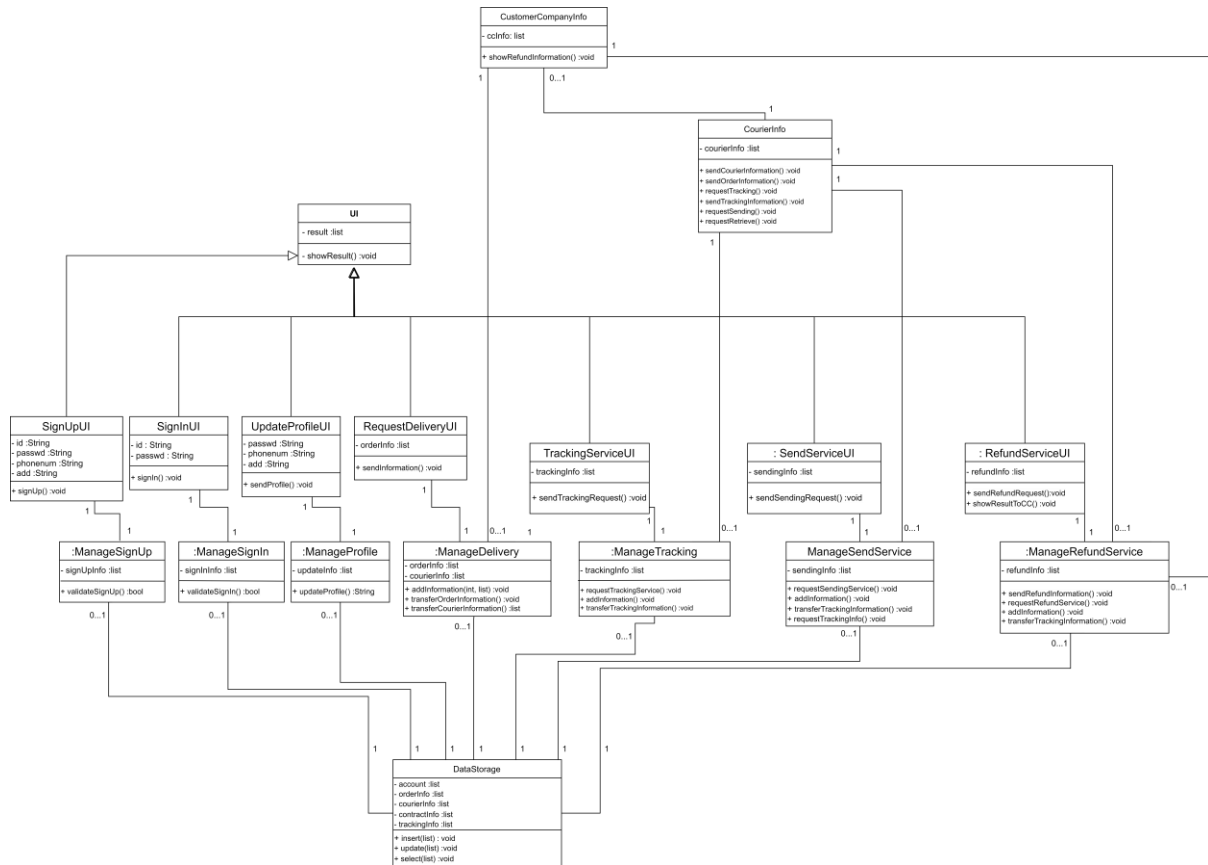 CustomerCompanyInfo
- ccInfo: list
+ showRefundInformation() :void
1
1
0...1
1
CourierInfo
- courierInfo :list
+ sendCourierInformation() :void
+ sendOrderInformation() :void
+ requestTracking() :void
+ sendTrackingInformation() :void
+ requestSending() :void
+ requestRetrieve() :void
1
1
1
UI
- result :list
- showResult() :void
SignUpUI
- id :String
- passwd :String
- phonenum :String
- add :String
+ signUp() :void
1
SignInUI
- id : String
- passwd : String
+ signIn() :void
1
UpdateProfileUI
- passwd :String
- phonenum :String
- add :String
+ sendProfile() :void
1
RequestDeliveryUI
- orderInfo :list
+ sendInformation() :void
1
TrackingServiceUI
- trackingInfo :list
+ sendTrackingRequest() :void
1
: SendServiceUI
- sendingInfo :list
+ sendSendingRequest() :void
1
: RefundServiceUI
- refundInfo :list
+ sendRefundRequest():void
+ showResultToCC() :void
1
1
1
1
1
0...1
1
0...1
1
0...1
1
0...1
:ManageSignUp
- signUpInfo :list
+ validateSignUp() :bool
0...1
:ManageSignIn
- signInInfo :list
+ validateSignIn() :bool
0...1
:ManageProfile
- updateInfo :list
+ updateProfile() :String
0...1
:ManageDelivery
- orderInfo :list
- courierInfo :list
+ addInformation(int, list) :void
+ transferOrderInformation() :void
+ transferCourierInformation() :list
0...1
:ManageTracking
- trackingInfo :list
+ requestTrackingService() :void
+ addInformation() :void
+ transferTrackingInformation() :void
0...1
ManageSendService
- sendingInfo :list
+ requestSendingService() :void
+ addInformation() :void
+ transferTrackingInformation() :void
+ requestTrackingInfo() :void
0...1
:ManageRefundService
- refundInfo :list
+ sendRefundInformation() :void
+ requestRefundService() :void
+ addInformation() :void
+ transferTrackingInformation() :void
0...1
0...1
1
1
1
1
1
1
1
DataStorage
- account :list
- orderInfo :list
- courierInfo :list
- contractInfo :list
- trackingInfo :list
+ insert(list) : void
+ update(list) :void
+ select(list) :void